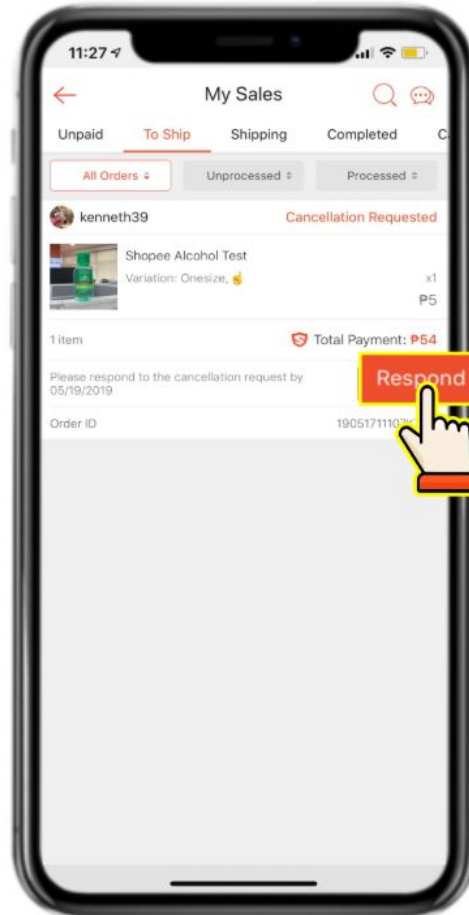 11:27
My Sales
Unpaid To Ship Shipping Completed
All Orders Unprocessed Processed
kenneth39 Cancellation Requested
Shopee Alcohol Test
Variation: Onesize, ☝ x1
₱5
1 item Total Payment: ₱54
Please respond to the cancellation request by
05/19/2019
Respond
Order ID